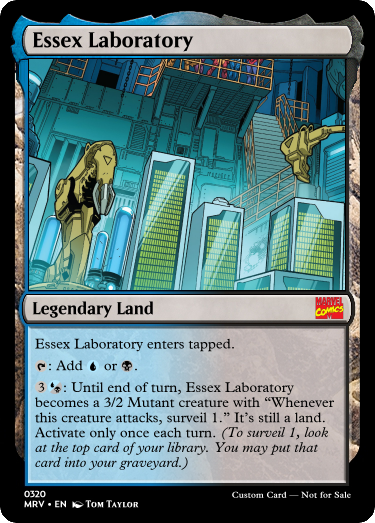 Essex Laboratory
Legendary Land
MARVEL
COMICS
Essex Laboratory enters tapped.
: Add or .
3 : Until end of turn, Essex Laboratory
becomes a 3/2 Mutant creature with “Whenever
this creature attacks, surveil 1.” It’s still a land.
Activate only once each turn. (To surveil 1, look
at the top card of your library. You may put that
card into your graveyard.)
0320
MRV • EN Tom Taylor
Custom Card — Not for Sale